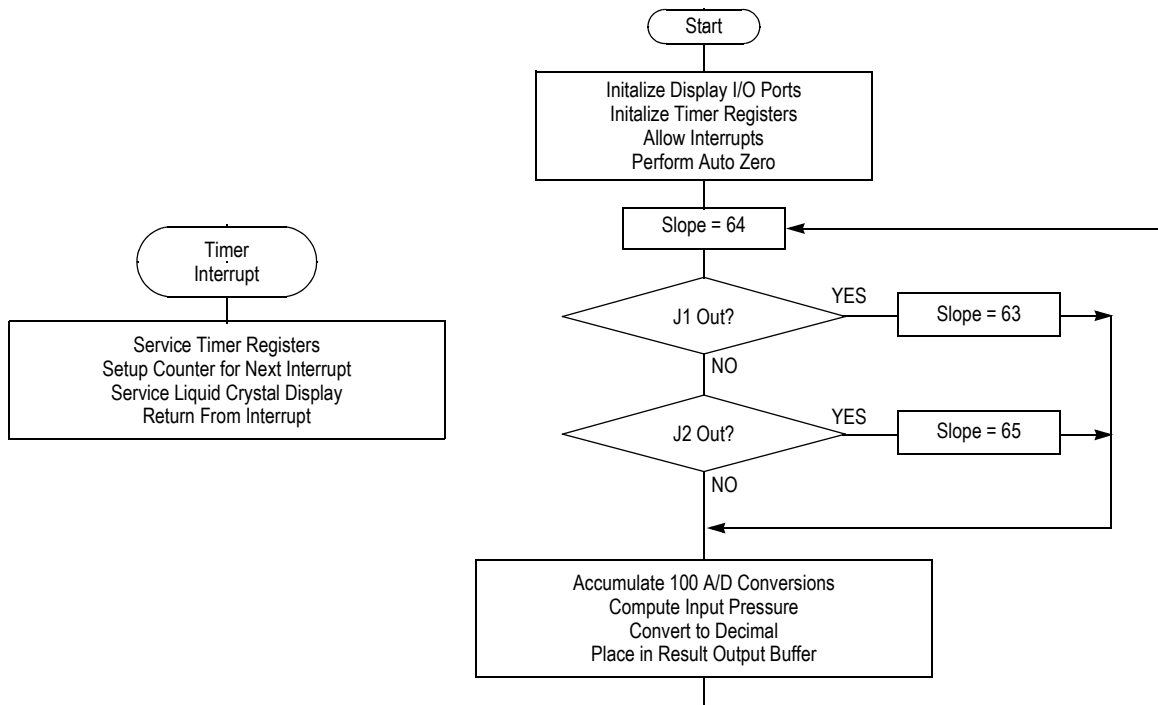 Start
Initalize Display I/O Ports
Initalize Timer Registers
Allow Interrupts
Perform Auto Zero
Slope = 64
Timer
Interrupt
Service Timer Registers
Setup Counter for Next Interrupt
Service Liquid Crystal Display
Return From Interrupt
J1 Out?
YES
Slope = 63
NO
J2 Out?
YES
Slope = 65
NO
Accumulate 100 A/D Conversions
Compute Input Pressure
Convert to Decimal
Place in Result Output Buffer